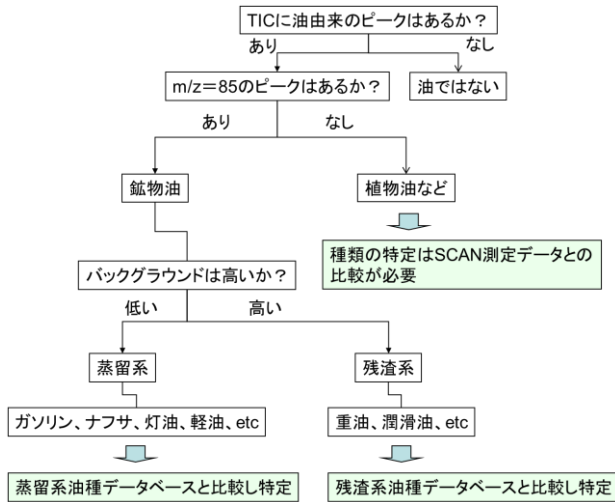 TICに油由来のピークはあるか？
あり
なし
m/z＝85のピークはあるか？
油ではない
あり
なし
鉱物油
植物油など
種類の特定はSCAN測定データとの
比較が必要
バックグラウンドは高いか？
低い
高い
蒸留系
残渣系
ガソリン、ナフサ、灯油、軽油、etc
重油、潤滑油、etc
蒸留系油種データベースと比較し特定
残渣系油種データベースと比較し特定